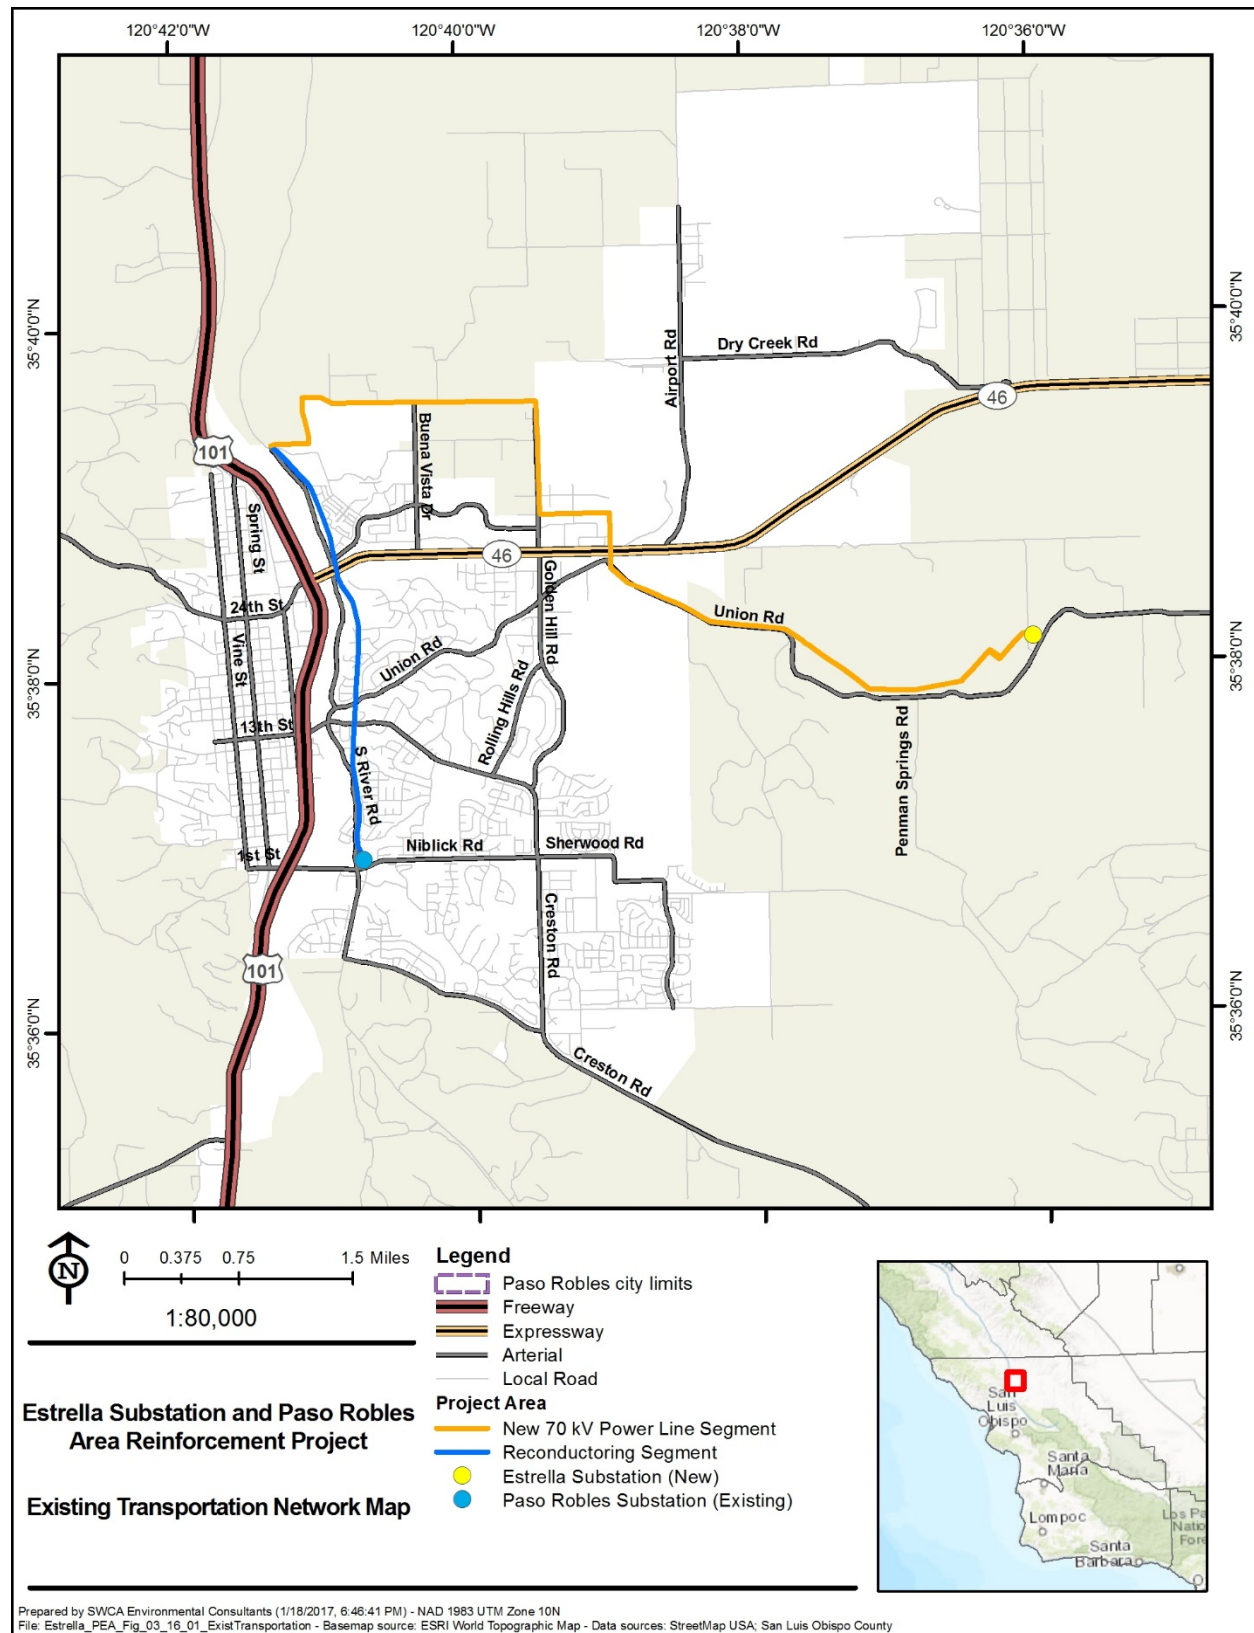 120°42'0"W
120°40'0"W
120°38'0"W
120°36'0"W
35°40'0"N
35°40'0"N
Dry Creek Rd
Airport Rd
46
Buena Vista Dr
101
Spring St
46
Golden Hill Rd
24th St
Union Rd
Vine St
Union Rd
35°38'0"N
35°38'0"N
Rolling Hills Rd
13th St
S River Rd
Penman Springs Rd
Niblick Rd
Sherwood Rd
1st St
Creston Rd
101
35°36'0"N
35°36'0"N
Creston Rd
N
0 0.375 0.75 1.5 Miles
1:80,000
Estrella Substation and Paso Robles
Area Reinforcement Project
Existing Transportation Network Map
Legend
Paso Robles city limits
Freeway
Expressway
Arterial
Local Road
Project Area
New 70 kV Power Line Segment
Reconductoring Segment
Estrella Substation (New)
Paso Robles Substation (Existing)
San
Luis
Obispo
Santa
Maria
Lompoc
Los Pa
Natio
Fore
Santa
Barbara
Prepared by SWCA Environmental Consultants (1/18/2017, 6:46:41 PM) - NAD 1983 UTM Zone 10N
File: Estrella_PEA_Fig_03_16_01_ExistTransportation - Basemap source: ESRI World Topographic Map - Data sources: StreetMap USA; San Luis Obispo County